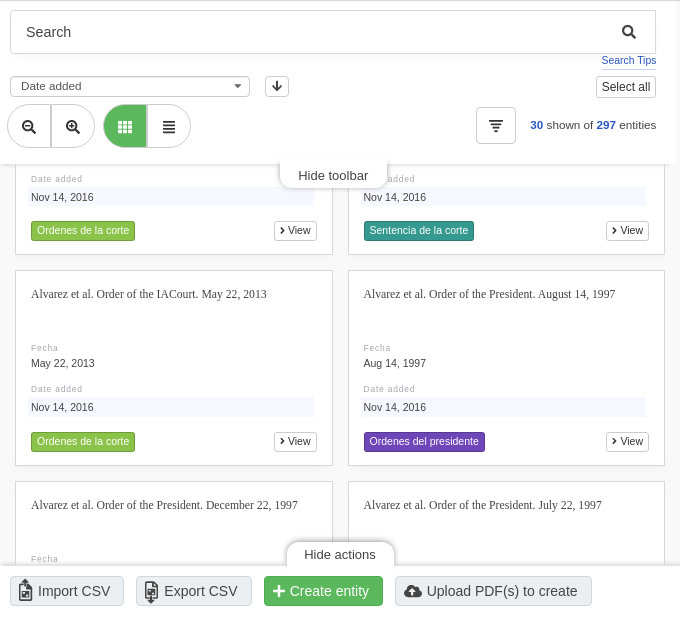 Search
Search Tips
Date added
Select all
30 shown of 297 entities
Hide toolbar
Date added
Nov 14, 2016
Ordenes de la corte
View
added
Nov 14, 2016
Sentencia de la corte
View
Alvarez et al. Order of the IACourt. May 22, 2013
Fecha
May 22, 2013
Date added
Nov 14, 2016
Ordenes de la corte
View
Alvarez et al. Order of the President. August 14, 1997
Fecha
Aug 14, 1997
Date added
Nov 14, 2016
Ordenes del presidente
View
Alvarez et al. Order of the President. December 22, 1997
Fecha
Alvarez et al. Order of the President. July 22, 1997
Hide actions
Import CSV
Export CSV
Create entity
Upload PDF(s) to create